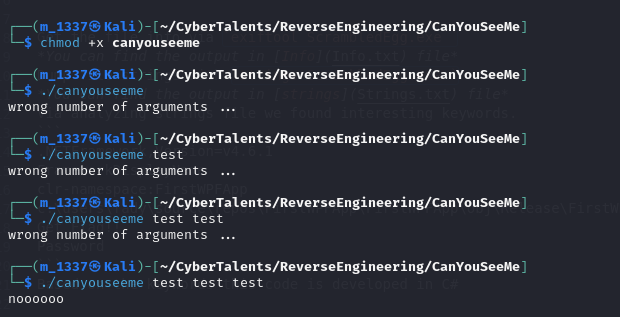 ┌──(m_1337㉿Kali)-[~/CyberTalents/ReverseEngineering/CanYouSeeMe]
└─$ chmod +x canyouseeme
┌──(m_1337㉿Kali)-[~/CyberTalents/ReverseEngineering/CanYouSeeMe]
└─$ ./canyouseeme
wrong number of arguments ...
┌──(m_1337㉿Kali)-[~/CyberTalents/ReverseEngineering/CanYouSeeMe]
└─$ ./canyouseeme test
wrong number of arguments ...
┌──(m_1337㉿Kali)-[~/CyberTalents/ReverseEngineering/CanYouSeeMe]
└─$ ./canyouseeme test test
wrong number of arguments ...
┌──(m_1337㉿Kali)-[~/CyberTalents/ReverseEngineering/CanYouSeeMe]
└─$ ./canyouseeme test test test
noooooo